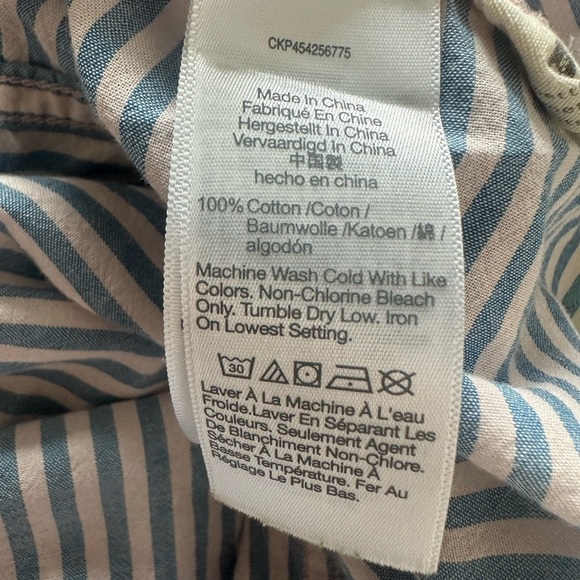 CKP454256775
Made In China
Fabriqué En Chine
Hergestellt In China
Vervaardigd In China
中国製
hecho en china
100% Cotton /Coton /
Baumwolle /Katoen /綿 /
algodón
Machine Wash Cold With Like
Colors. Non-Chlorine Bleach
Only. Tumble Dry Low. Iron
On Lowest Setting.
30
Laver À La Machine À L'eau
Froide.Laver En Séparant Les
Couleurs. Seulement Agent
De Blanchiment Non-Chlore.
Sécher À La Machine À
Basse Température. Fer Au
Réglage Le Plus Bas.